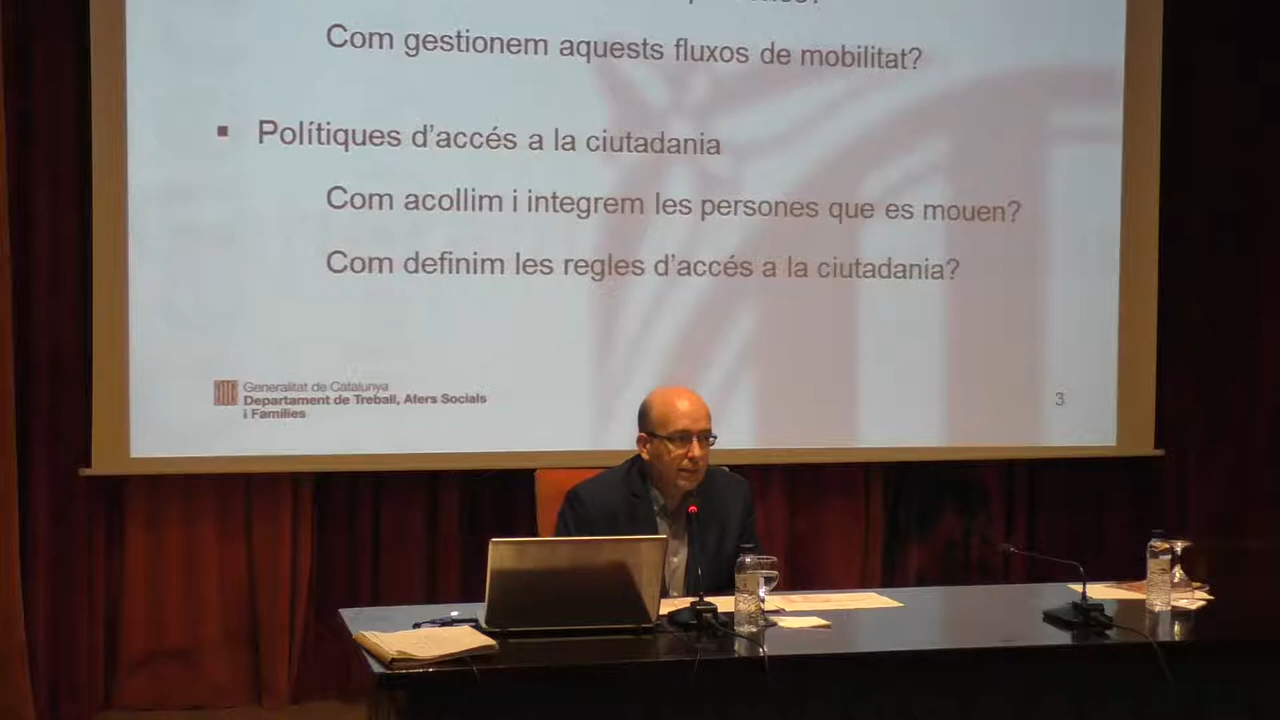 Com gestionem aquests fluxos de mobilitat?
▪ Polítiques d'accés a la ciutadania
Com acollim i integrem les persones que es mouen?
Com definim les regles d'accés a la ciutadania?
Generalitat de Catalunya
Departament de Treball, Afers Socials
i Famílies
3